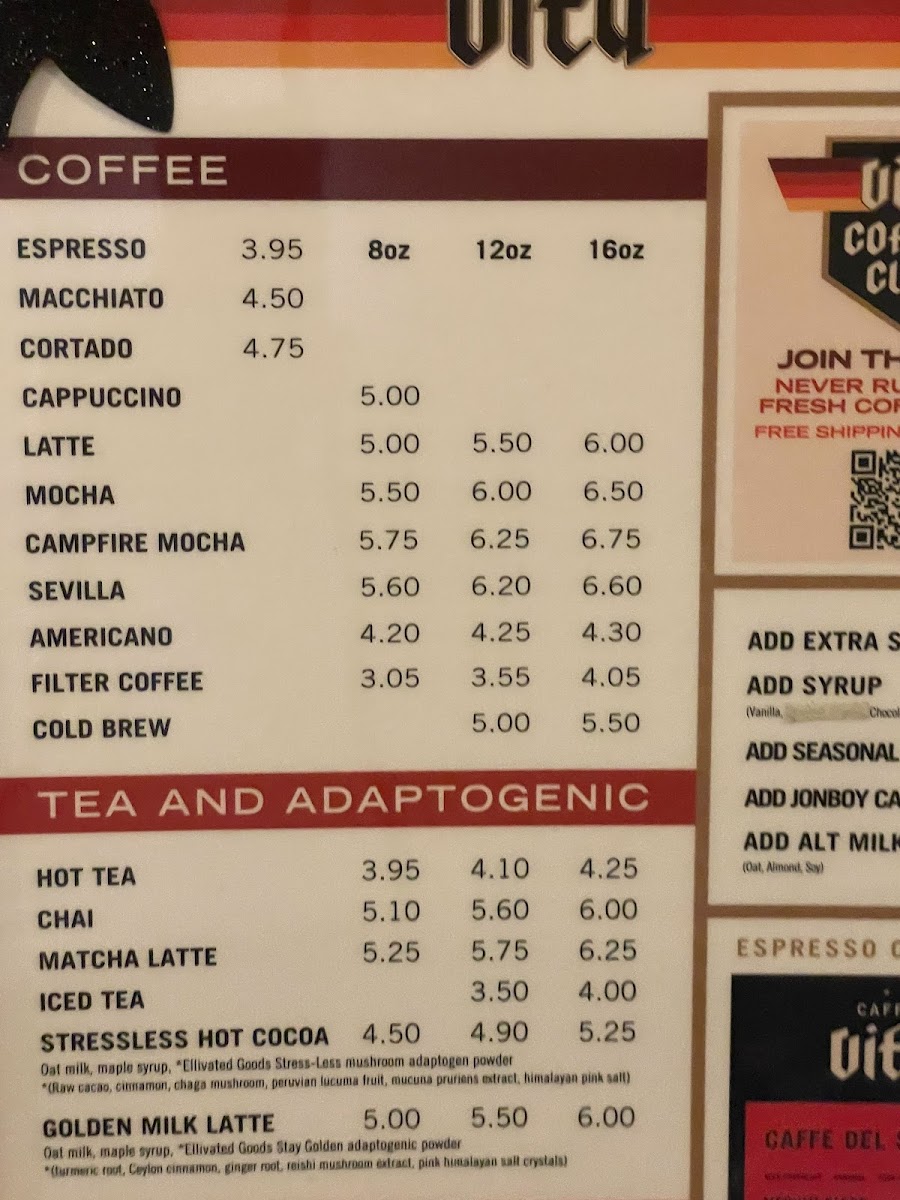 Vita
COFFEE
ESPRESSO 3.95 8oz 12oz 16oz
MACCHIATO 4.50
CORTADO 4.75
CAPPUCCINO 5.00
LATTE 5.00 5.50 6.00
MOCHA 5.50 6.00 6.50
CAMPFIRE MOCHA 5.75 6.25 6.75
SEVILLA 5.60 6.20 6.60
AMERICANO 4.20 4.25 4.30
FILTER COFFEE 3.05 3.55 4.05
COLD BREW 5.00 5.50
TEA AND ADAPTOGENIC
HOT TEA 3.95 4.10 4.25
CHAI 5.10 5.60 6.00
MATCHA LATTE 5.25 5.75 6.25
ICED TEA 3.50 4.00
STRESSLESS HOT COCOA 4.50 4.90 5.25
Oat milk, maple syrup, *Ellivated Goods Stress-Less mushroom adaptogen powder
*(Raw cacao, cinnamon, chaga mushroom, peruvian lucuma fruit, mucuna pruriens extract, himalayan pink salt)
GOLDEN MILK LATTE 5.00 5.50 6.00
Oat milk, maple syrup, *Ellivated Goods Stay Golden adaptogenic powder
*(turmeric root, Ceylon cinnamon, ginger root, reishi mushroom extract, pink himalayan salt crystals)
JOIN TH
NEVER RU
FRESH COF
FREE SHIPPIN
ADD EXTRA S
ADD SYRUP
(Vanilla, Chocol
ADD SEASONAL
ADD JONBOY CA
ADD ALT MILK
(Oat, Almond, Soy)
ESPRESSO
CAFF
Vit
CAFFE DEL